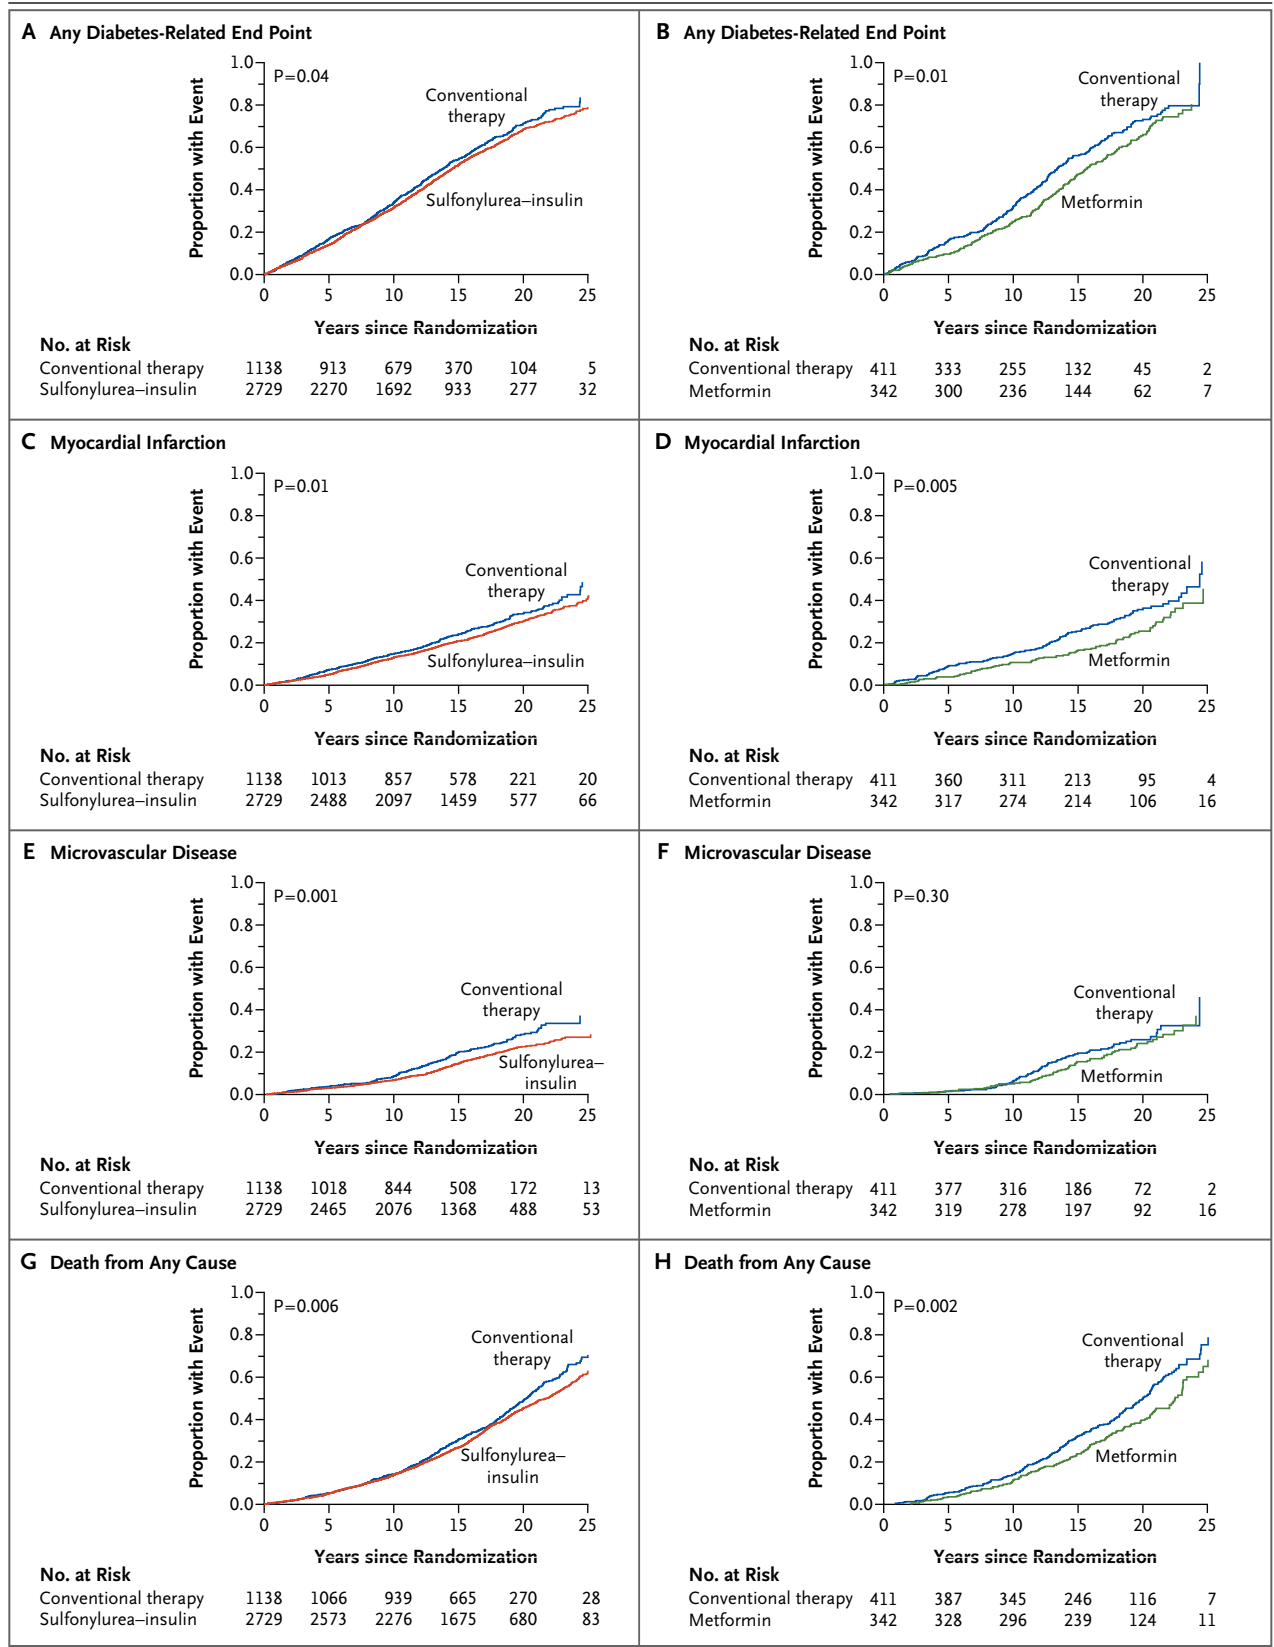 A Any Diabetes-Related End Point
1.0
0.8
0.6
0.4
0.2
0.0
Proportion with Event
P=0.04
Conventional
therapy
Sulfonylurea–insulin
0 5 10 15 20 25
Years since Randomization
No. at Risk
Conventional therapy 1138 913 679 370 104 5
Sulfonylurea–insulin 2729 2270 1692 933 277 32
B Any Diabetes-Related End Point
1.0
0.8
0.6
0.4
0.2
0.0
Proportion with Event
P=0.01
Conventional
therapy
Metformin
0 5 10 15 20 25
Years since Randomization
No. at Risk
Conventional therapy 411 333 255 132 45 2
Metformin 342 300 236 144 62 7
C Myocardial Infarction
1.0
0.8
0.6
0.4
0.2
0.0
Proportion with Event
P=0.01
Conventional
therapy
Sulfonylurea–insulin
0 5 10 15 20 25
Years since Randomization
No. at Risk
Conventional therapy 1138 1013 857 578 221 20
Sulfonylurea–insulin 2729 2488 2097 1459 577 66
D Myocardial Infarction
1.0
0.8
0.6
0.4
0.2
0.0
Proportion with Event
P=0.005
Conventional
therapy
Metformin
0 5 10 15 20 25
Years since Randomization
No. at Risk
Conventional therapy 411 360 311 213 95 4
Metformin 342 317 274 214 106 16
E Microvascular Disease
1.0
0.8
0.6
0.4
0.2
0.0
Proportion with Event
P=0.001
Conventional
therapy
Sulfonylurea–
insulin
0 5 10 15 20 25
Years since Randomization
No. at Risk
Conventional therapy 1138 1018 844 508 172 13
Sulfonylurea–insulin 2729 2465 2076 1368 488 53
F Microvascular Disease
1.0
0.8
0.6
0.4
0.2
0.0
Proportion with Event
P=0.30
Conventional
therapy
Metformin
0 5 10 15 20 25
Years since Randomization
No. at Risk
Conventional therapy 411 377 316 186 72 2
Metformin 342 319 278 197 92 16
G Death from Any Cause
1.0
0.8
0.6
0.4
0.2
0.0
Proportion with Event
P=0.006
Conventional
therapy
Sulfonylurea–
insulin
0 5 10 15 20 25
Years since Randomization
No. at Risk
Conventional therapy 1138 1066 939 665 270 28
Sulfonylurea–insulin 2729 2573 2276 1675 680 83
H Death from Any Cause
1.0
0.8
0.6
0.4
0.2
0.0
Proportion with Event
P=0.002
Conventional
therapy
Metformin
0 5 10 15 20 25
Years since Randomization
No. at Risk
Conventional therapy 411 387 345 246 116 7
Metformin 342 328 296 239 124 11